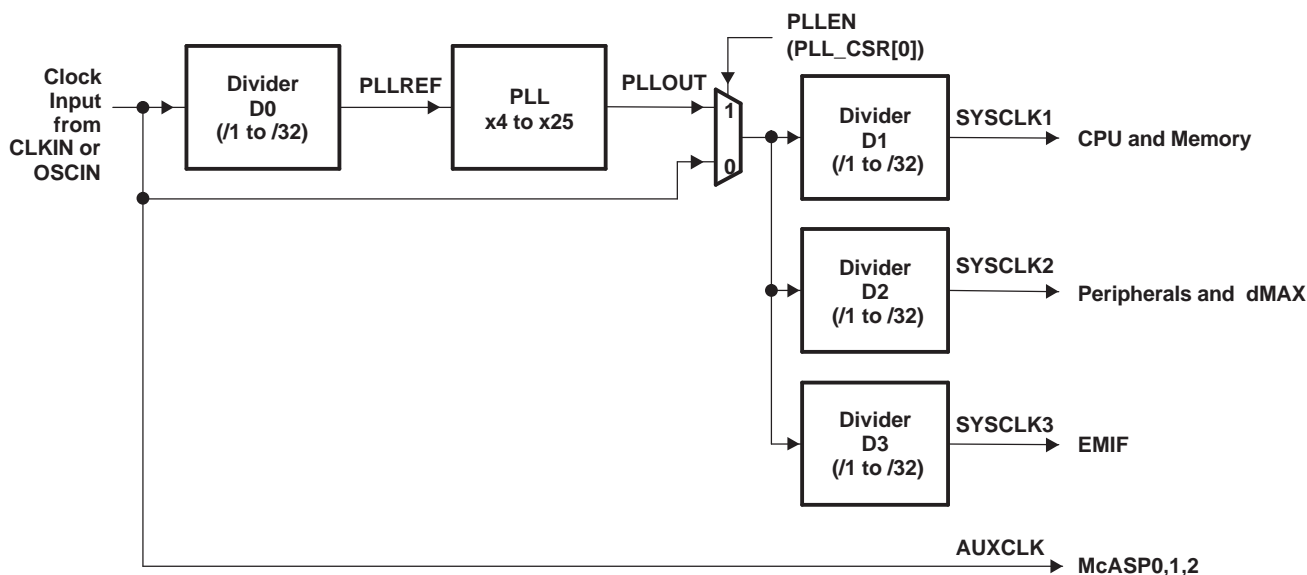 PLLEN
(PLL_CSR[0])
Clock
Input
from
CLKIN or
OSCIN
Divider
D0
(/1 to /32)
PLLREF
PLL
x4 to x25
PLLOUT
1
0
Divider
D1
(/1 to /32)
SYSCLK1
CPU and Memory
Divider
D2
(/1 to /32)
SYSCLK2
Peripherals and dMAX
Divider
D3
(/1 to /32)
SYSCLK3
EMIF
AUXCLK
McASP0,1,2